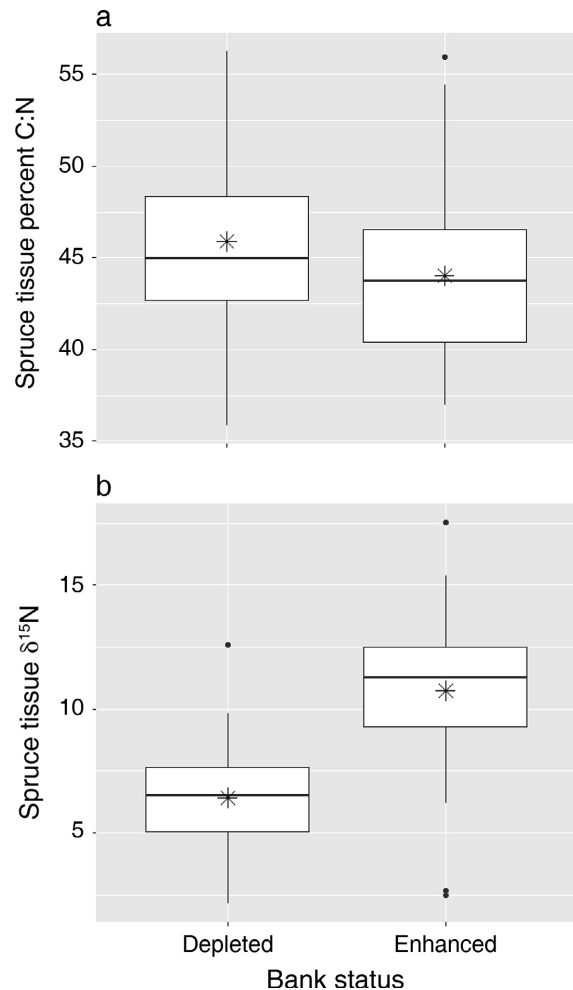 a
Spruce tissue percent C:N
55
50
45
40
35
b
Spruce tissue δ¹⁵N
15
10
5
Depleted Enhanced
Bank status